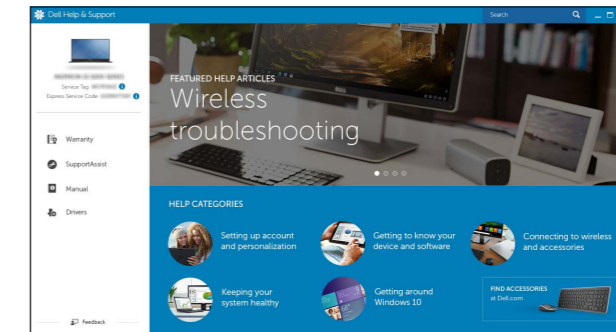 Dell Help & Support
Search
Service Tag:
Express Service Code:
Warranty
SupportAssist
Manual
Drivers
Feedback
FEATURED HELP ARTICLES
Wireless
troubleshooting
HELP CATEGORIES
Setting up account
and personalization
Getting to know your
device and software
Connecting to wireless
and accessories
Keeping your
system healthy
Getting around
Windows 10
FIND ACCESSORIES
at Dell.com